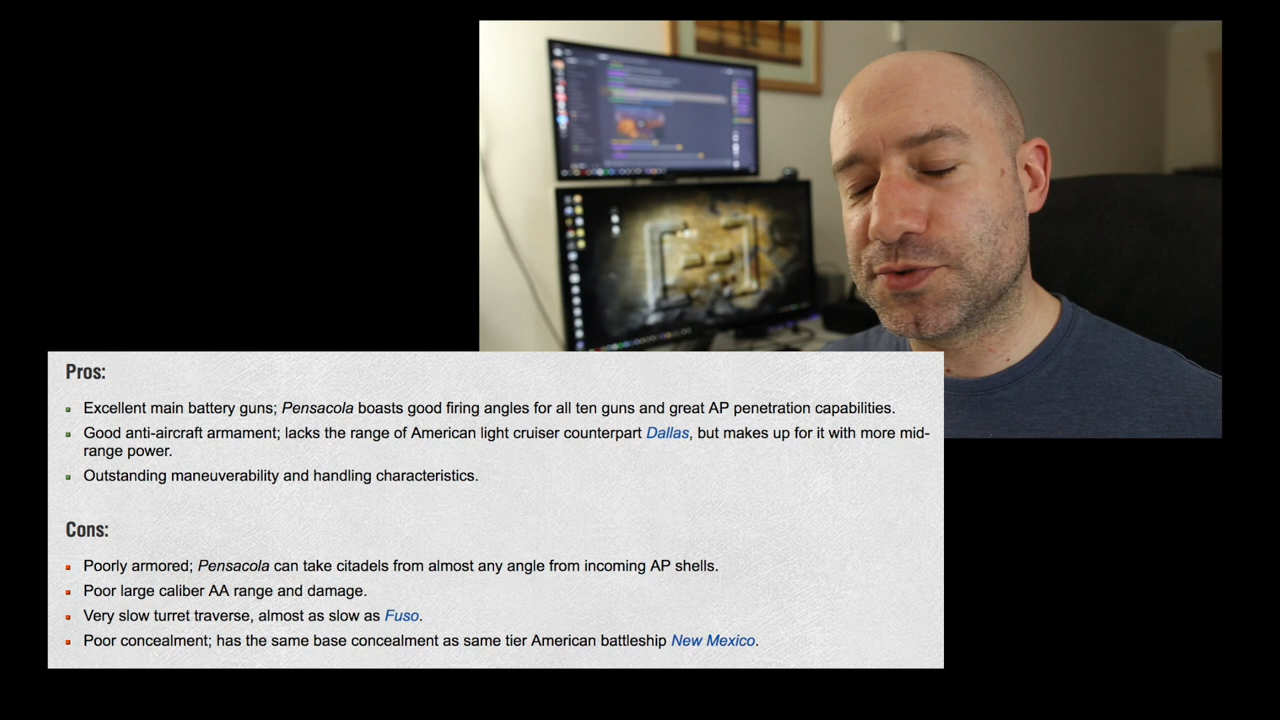 Pros:
Excellent main battery guns; Pensacola boasts good firing angles for all ten guns and great AP penetration capabilities.
Good anti-aircraft armament; lacks the range of American light cruiser counterpart Dallas, but makes up for it with more mid-
range power.
Outstanding maneuverability and handling characteristics.
Cons:
Poorly armored; Pensacola can take citadels from almost any angle from incoming AP shells.
Poor large caliber AA range and damage.
Very slow turret traverse, almost as slow as Fuso.
Poor concealment; has the same base concealment as same tier American battleship New Mexico.